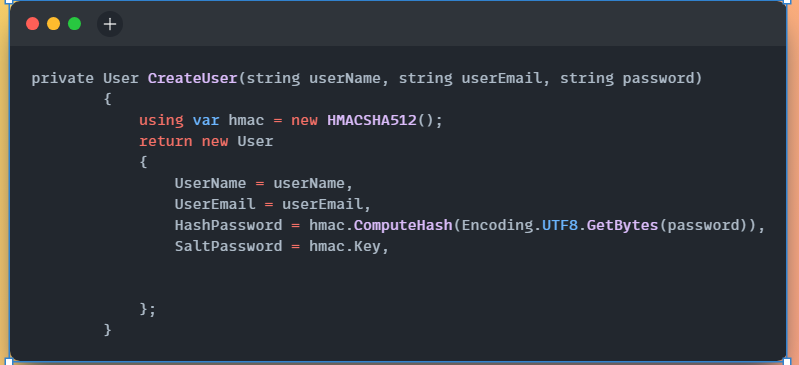 private User CreateUser(string userName, string userEmail, string password)
{
using var hmac = new HMACSHA512();
return new User
{
UserName = userName,
UserEmail = userEmail,
HashPassword = hmac.ComputeHash(Encoding.UTF8.GetBytes(password)),
SaltPassword = hmac.Key,
};
}